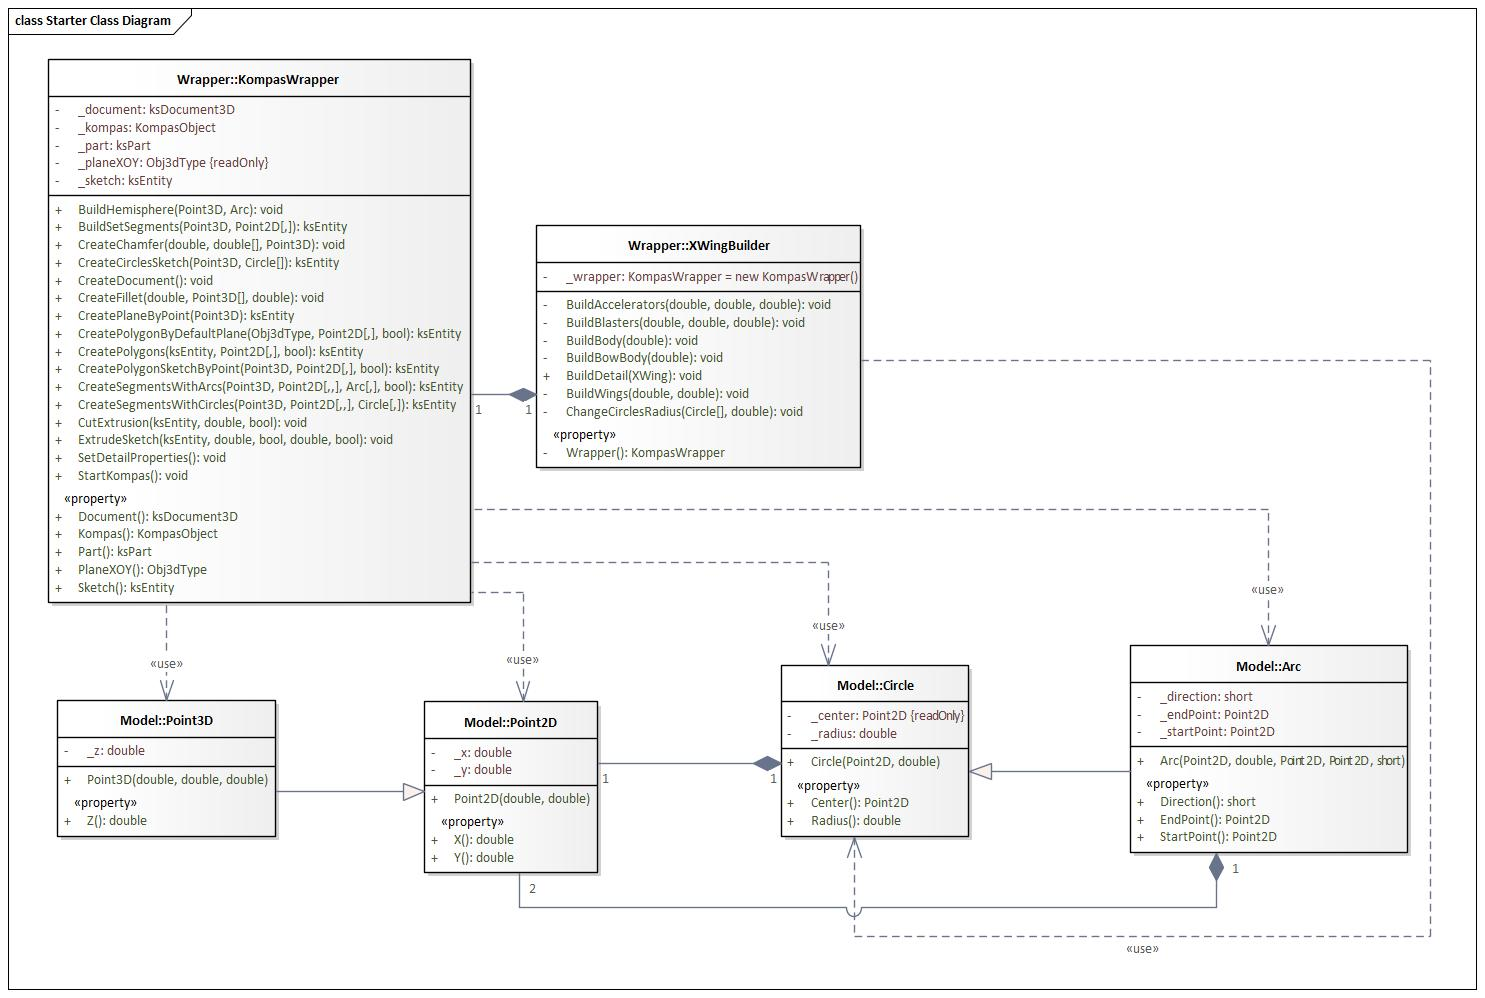 class Starter Class Diagram
Wrapper::KompasWrapper
- _document: ksDocument3D
- _kompas: KompasObject
- _part: ksPart
- _planeXOY: Obj3dType {readOnly}
- _sketch: ksEntity
+ BuildHemisphere(Point3D, Arc): void
+ BuildSetSegments(Point3D, Point2D[,]): ksEntity
+ CreateChamfer(double, double[], Point3D): void
+ CreateCirclesSketch(Point3D, Circle[]): ksEntity
+ CreateDocument(): void
+ CreateFillet(double, Point3D[], double): void
+ CreatePlaneByPoint(Point3D): ksEntity
+ CreatePolygonByDefaultPlane(Obj3dType, Point2D[,], bool): ksEntity
+ CreatePolygons(ksEntity, Point2D[,], bool): ksEntity
+ CreatePolygonSketchByPoint(Point3D, Point2D[,], bool): ksEntity
+ CreateSegmentsWithArcs(Point3D, Point2D[,,], Arc[,], bool): ksEntity
+ CreateSegmentsWithCircles(Point3D, Point2D[,,], Circle[,]): ksEntity
+ CutExtrusion(ksEntity, double, bool): void
+ ExtrudeSketch(ksEntity, double, bool, double, bool): void
+ SetDetailProperties(): void
+ StartKompas(): void
«property»
+ Document(): ksDocument3D
+ Kompas(): KompasObject
+ Part(): ksPart
+ PlaneXOY(): Obj3dType
+ Sketch(): ksEntity
Wrapper::XWingBuilder
- _wrapper: KompasWrapper = new KompasWrapper()
- BuildAccelerators(double, double, double): void
- BuildBlasters(double, double, double): void
- BuildBody(double): void
- BuildBowBody(double): void
+ BuildDetail(XWing): void
- BuildWings(double, double): void
- ChangeCirclesRadius(Circle[], double): void
«property»
- Wrapper(): KompasWrapper
1
1
«use»
«use»
«use»
«use»
Model::Point3D
- _z: double
+ Point3D(double, double, double)
«property»
+ Z(): double
Model::Point2D
- _x: double
- _y: double
+ Point2D(double, double)
«property»
+ X(): double
+ Y(): double
1
1
Model::Circle
- _center: Point2D {readOnly}
- _radius: double
+ Circle(Point2D, double)
«property»
+ Center(): Point2D
+ Radius(): double
Model::Arc
- _direction: short
- _endPoint: Point2D
- _startPoint: Point2D
+ Arc(Point2D, double, Point2D, Point2D, short)
«property»
+ Direction(): short
+ EndPoint(): Point2D
+ StartPoint(): Point2D
2
1
«use»